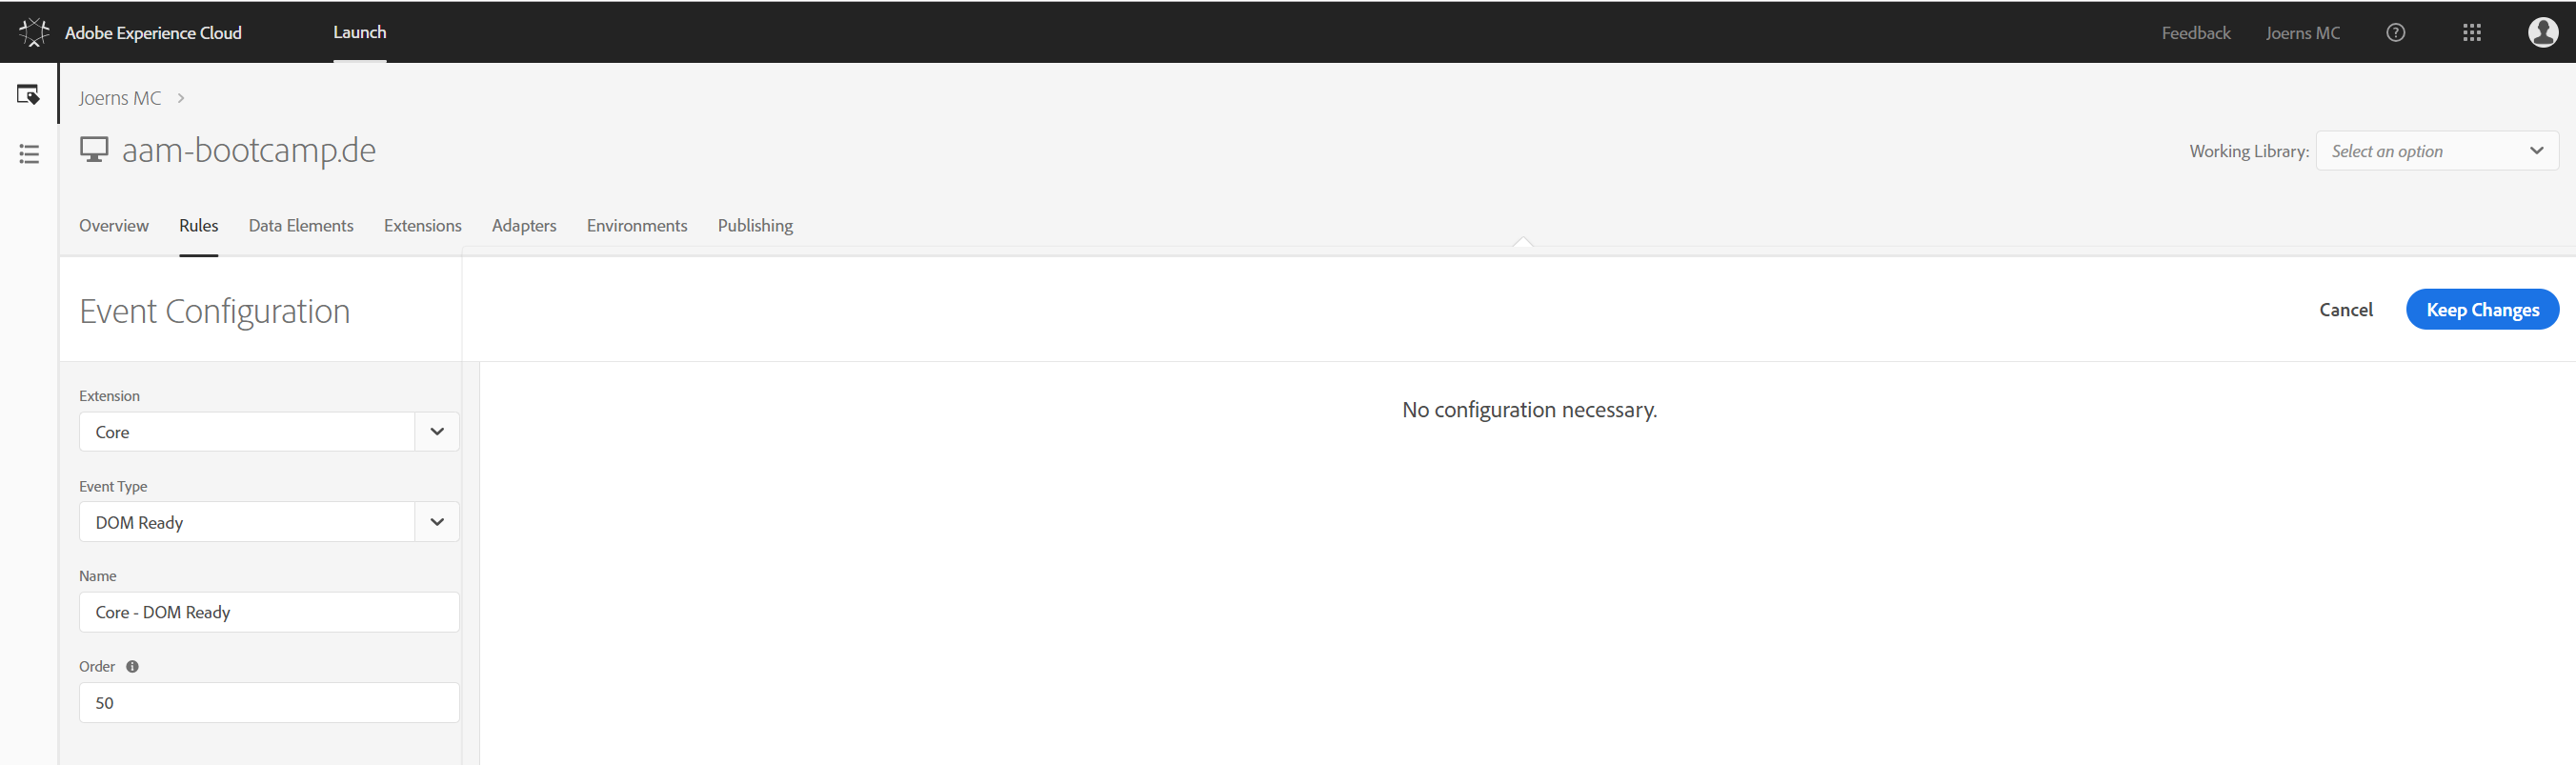 Adobe Experience Cloud Launch Feedback Joerns MC
Joerns MC
aam-bootcamp.de Working Library: Select an option
Overview Rules Data Elements Extensions Adapters Environments Publishing
Event Configuration Cancel Keep Changes
Extension
Core
No configuration necessary.
Event Type
DOM Ready
Name
Core - DOM Ready
Order
50